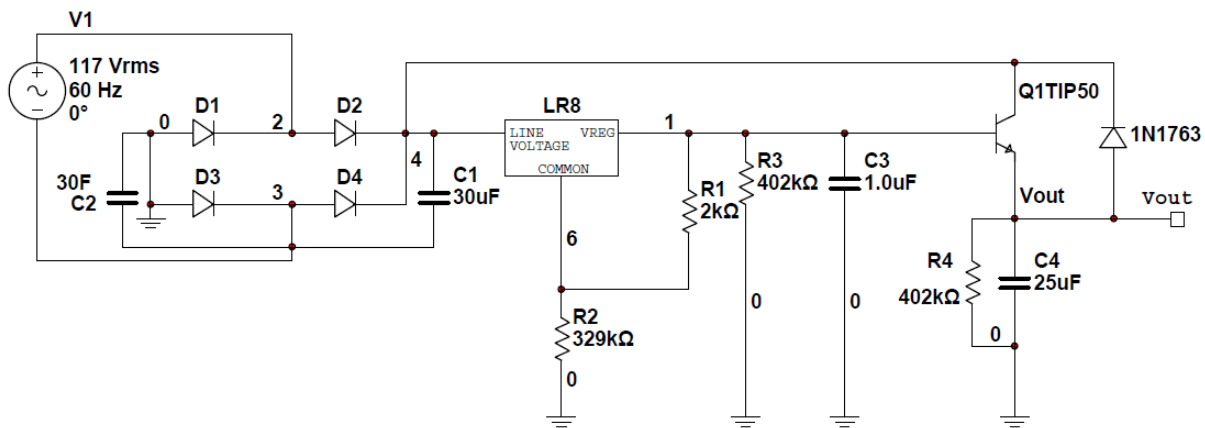 V1
117 Vrms
60 Hz
0°
0
D1
2
D2
D3
3
D4
4
30F
C2
C1
30uF
LR8
LINE VREG
VOLTAGE
COMMON
1
6
R1
2kΩ
R2
329kΩ
0
R3
402kΩ
0
C3
1.0uF
0
Q1TIP50
1N1763
Vout
Vout
R4
402kΩ
C4
25uF
0